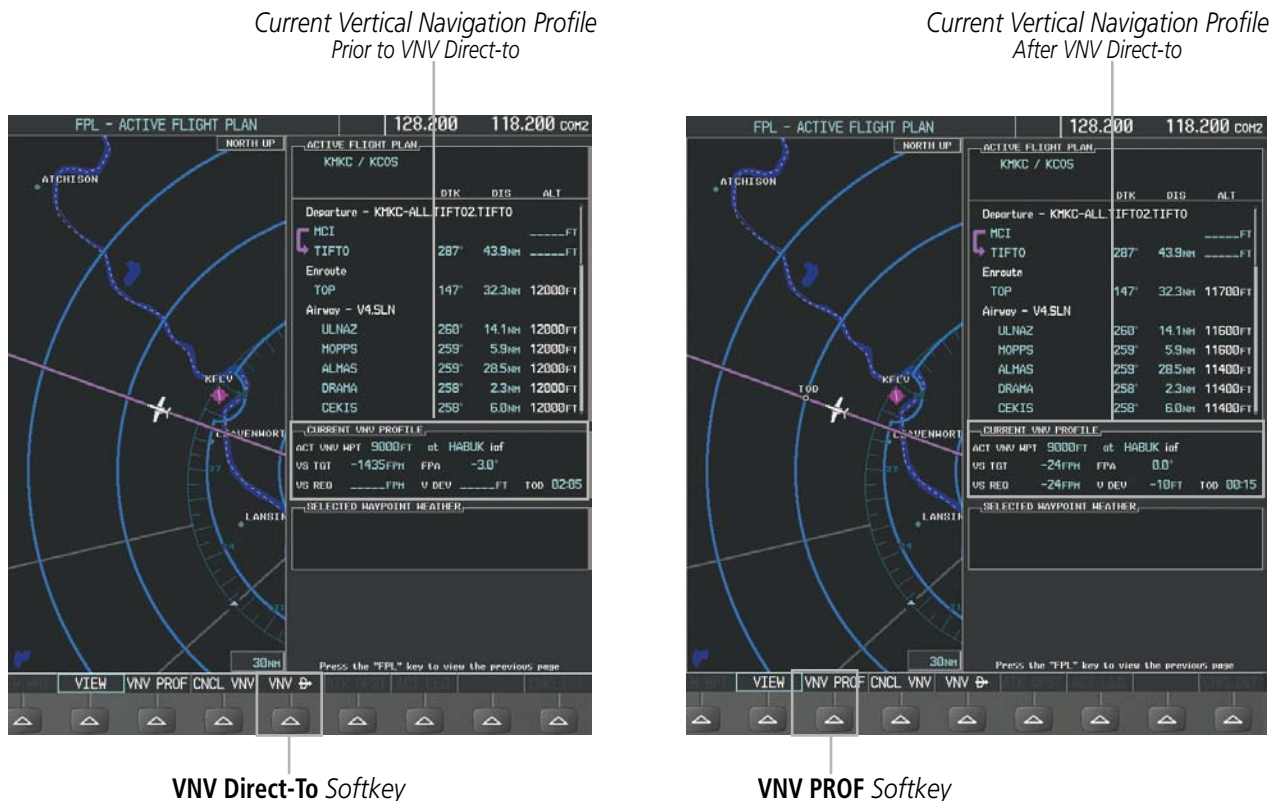 Current Vertical Navigation Profile
Prior to VNV Direct-to
FPL - ACTIVE FLIGHT PLAN
128.200 118.200 COM2
NORTH UP
ATCHISON
KFLV
LEAVENWORT
27
24
21
LANSIN
30NM
ACTIVE FLIGHT PLAN
KMKC / KCOS
DTK DIS ALT
Departure - KMKC-ALL.TIFTO2.TIFTO
MCI _____FT
TIFTO 287° 43.9NM _____FT
Enroute
TOP 147° 32.3NM 12000FT
Airway - V4.SLN
ULNAZ 260° 14.1NM 12000FT
MOPPS 259° 5.9NM 12000FT
ALMAS 259° 28.5NM 12000FT
DRAMA 258° 2.3NM 12000FT
CEKIS 258° 6.0NM 12000FT
CURRENT VNV PROFILE
ACT VNV WPT 9000FT at HABUK iaf
VS TGT -1435FPM FPA -3.0°
VS REQ _____FPM V DEV _____FT TOD 02:05
SELECTED WAYPOINT WEATHER
Press the "FPL" key to view the previous page
VIEW VNV PROF CNCL VNV VNV
VNV Direct-To Softkey
Current Vertical Navigation Profile
After VNV Direct-to
FPL - ACTIVE FLIGHT PLAN
128.200 118.200 COM2
NORTH UP
ATCHISON
TOD
KFLV
LEAVENWORT
27
24
21
LANSIN
30NM
ACTIVE FLIGHT PLAN
KMKC / KCOS
DTK DIS ALT
Departure - KMKC-ALL.TIFTO2.TIFTO
MCI _____FT
TIFTO 287° 43.9NM _____FT
Enroute
TOP 147° 32.3NM 11700FT
Airway - V4.SLN
ULNAZ 260° 14.1NM 11600FT
MOPPS 259° 5.9NM 11600FT
ALMAS 259° 28.5NM 11400FT
DRAMA 258° 2.3NM 11400FT
CEKIS 258° 6.0NM 11400FT
CURRENT VNV PROFILE
ACT VNV WPT 9000FT at HABUK iaf
VS TGT -24FPM FPA 0.0°
VS REQ -24FPM V DEV -10FT TOD 00:15
SELECTED WAYPOINT WEATHER
Press the "FPL" key to view the previous page
VIEW VNV PROF CNCL VNV VNV
VNV PROF Softkey